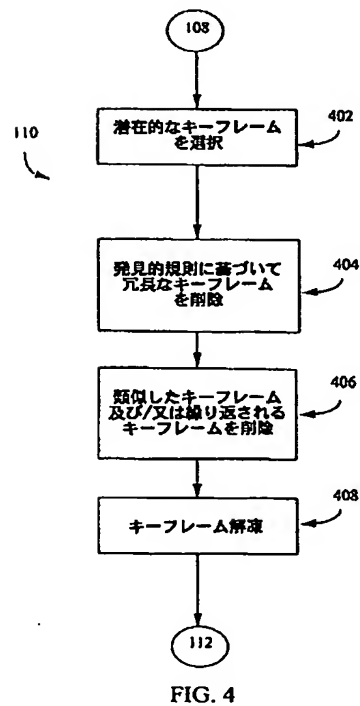 108
110
潜在的なキーフレーム
を選択
402
発見的規則に基づいて
冗長なキーフレーム
を削除
404
類似したキーフレーム
及び/又は繰り返される
キーフレームを削除
406
キーフレーム解凍
408
112
FIG. 4